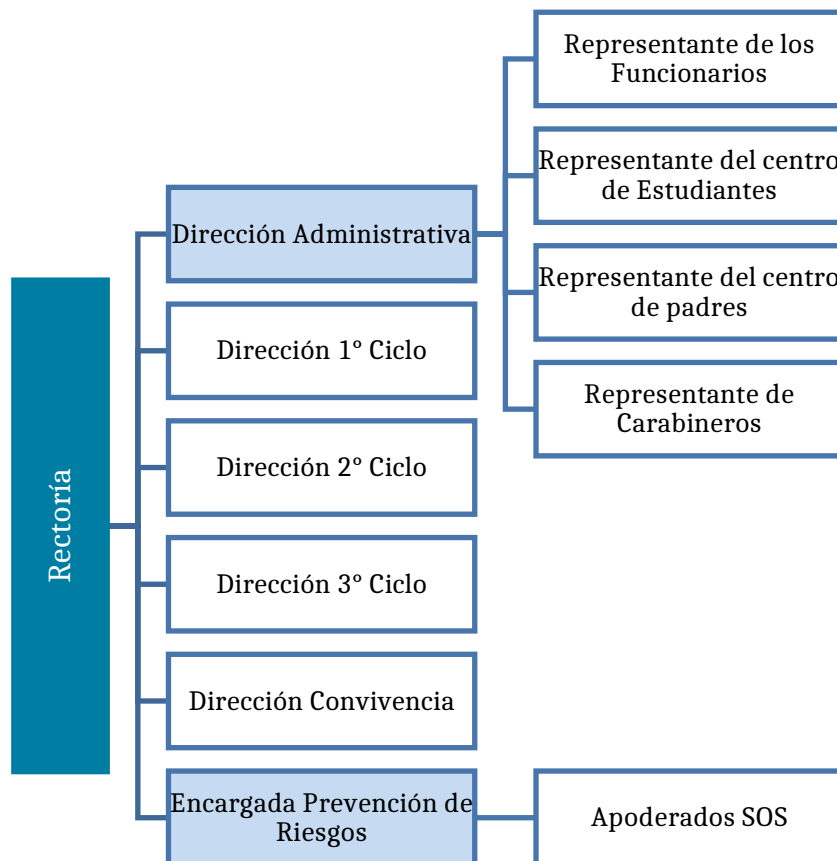 Rectoría
Dirección Administrativa
Representante de los
Funcionarios
Representante del centro
de Estudiantes
Representante del centro
de padres
Representante de
Carabineros
Dirección 1° Ciclo
Dirección 2° Ciclo
Dirección 3° Ciclo
Dirección Convivencia
Encargada Prevención de
Riesgos
Apoderados SOS